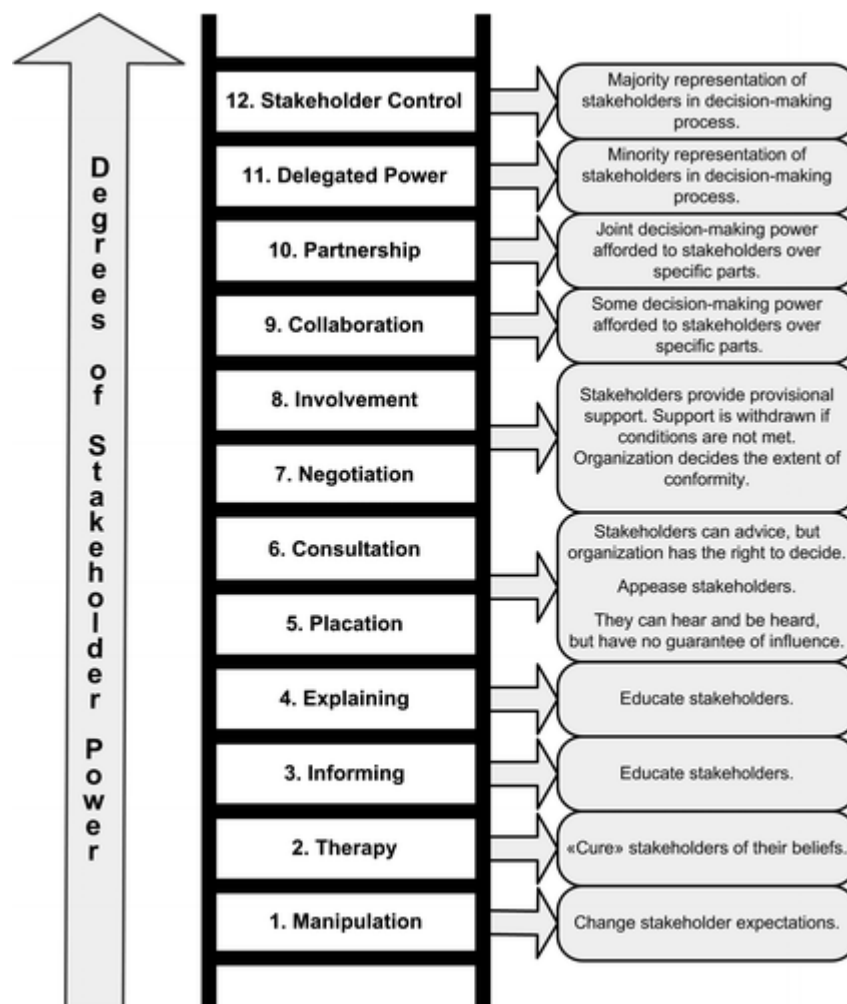 Degrees of Stakeholder Power
12. Stakeholder Control
Majority representation of
stakeholders in decision-making
process.
11. Delegated Power
Minority representation of
stakeholders in decision-making
process.
10. Partnership
Joint decision-making power
afforded to stakeholders over
specific parts.
9. Collaboration
Some decision-making power
afforded to stakeholders over
specific parts.
8. Involvement
7. Negotiation
Stakeholders provide provisional
support. Support is withdrawn if
conditions are not met.
Organization decides the extent of
conformity.
6. Consultation
5. Placation
Stakeholders can advice, but
organization has the right to decide.
Appease stakeholders.
They can hear and be heard,
but have no guarantee of influence.
4. Explaining
Educate stakeholders.
3. Informing
Educate stakeholders.
2. Therapy
«Cure» stakeholders of their beliefs.
1. Manipulation
Change stakeholder expectations.